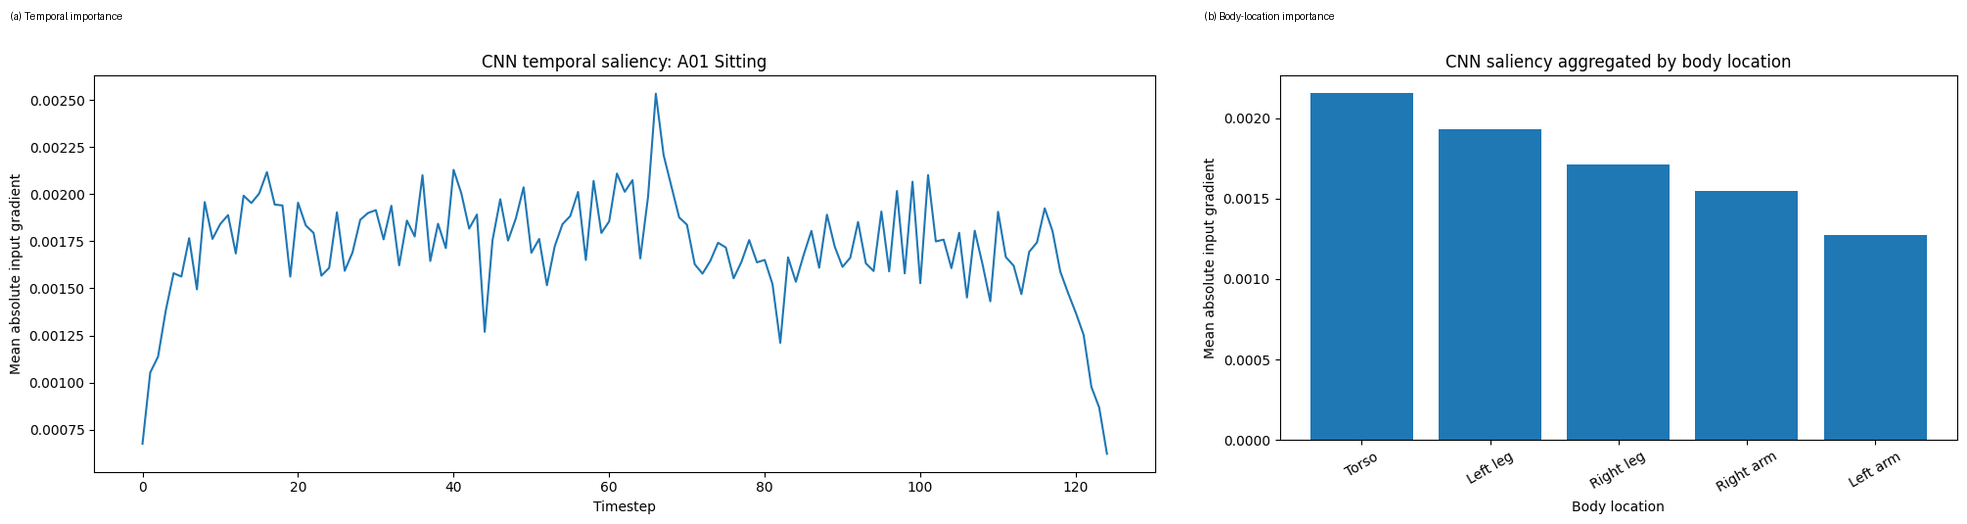 (a) Temporal importance
CNN temporal saliency: A01 Sitting
Mean absolute input gradient
0.00250
0.00225
0.00200
0.00175
0.00150
0.00125
0.00100
0.00075
0 20 40 60 80 100 120
Timestep
(b) Body-location importance
CNN saliency aggregated by body location
Mean absolute input gradient
0.0020
0.0015
0.0010
0.0005
0.0000
Torso Left leg Right leg Right arm Left arm
Body location